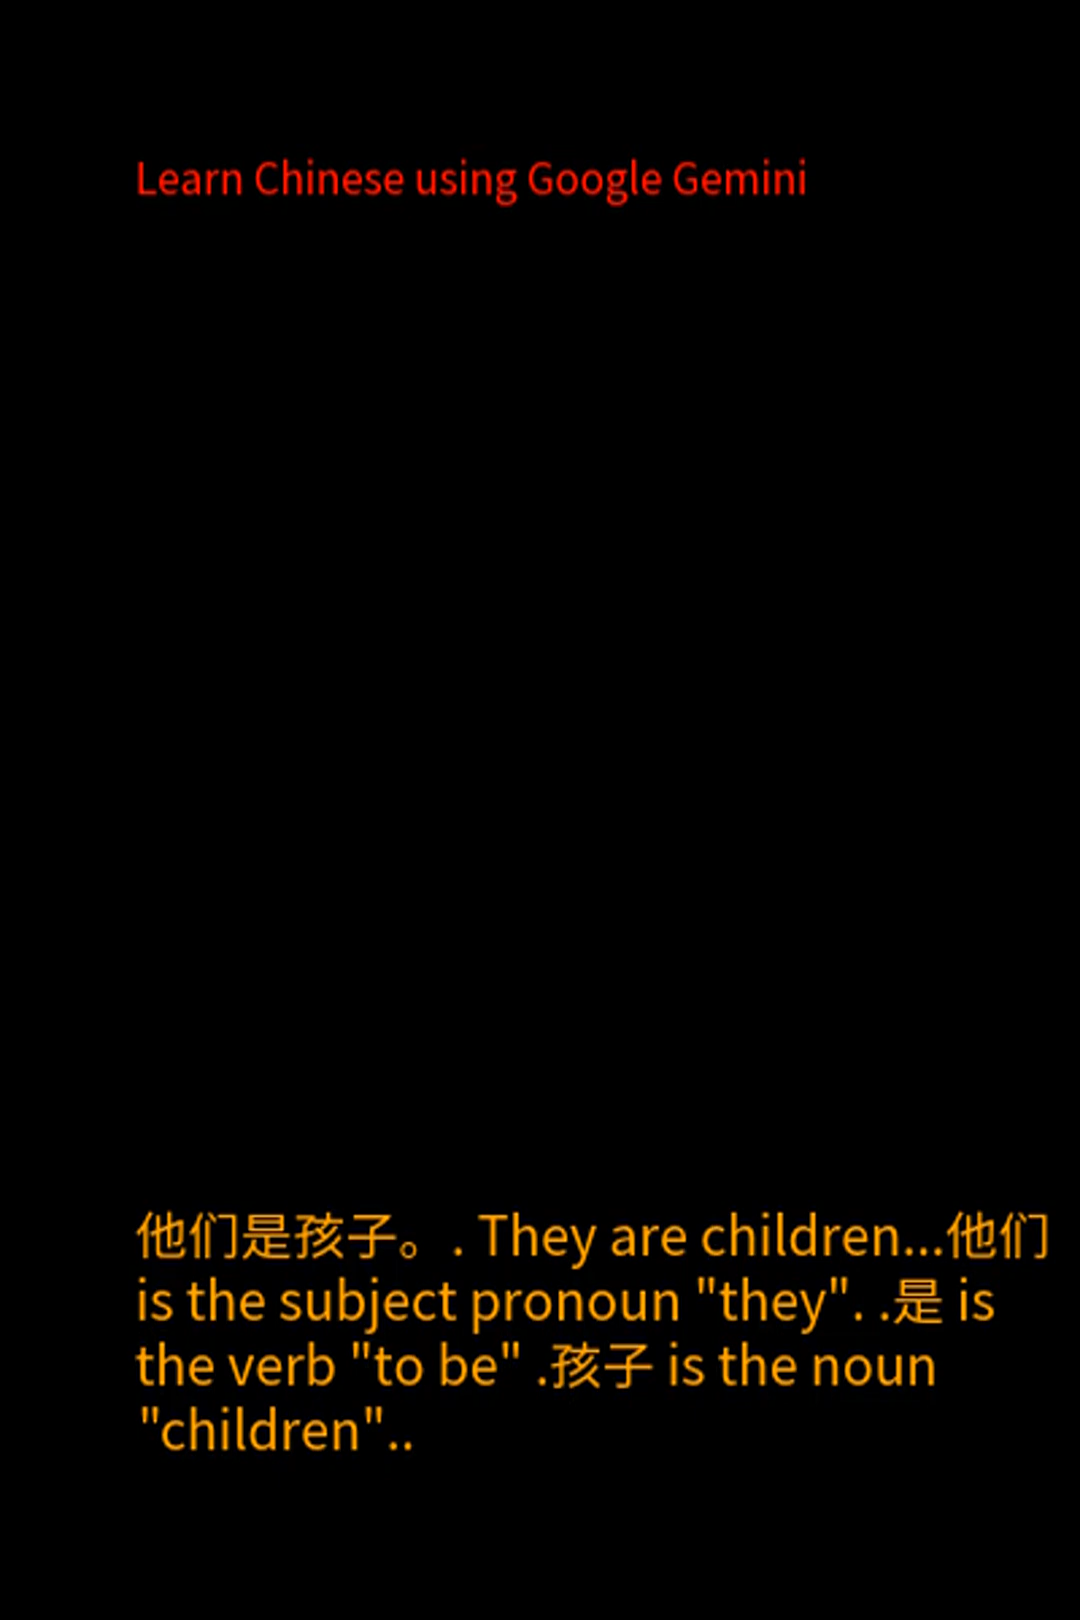 Learn Chinese using Google Gemini
他们是孩子。. They are children...他们
is the subject pronoun "they". .是 is
the verb "to be" .孩子 is the noun
"children"..